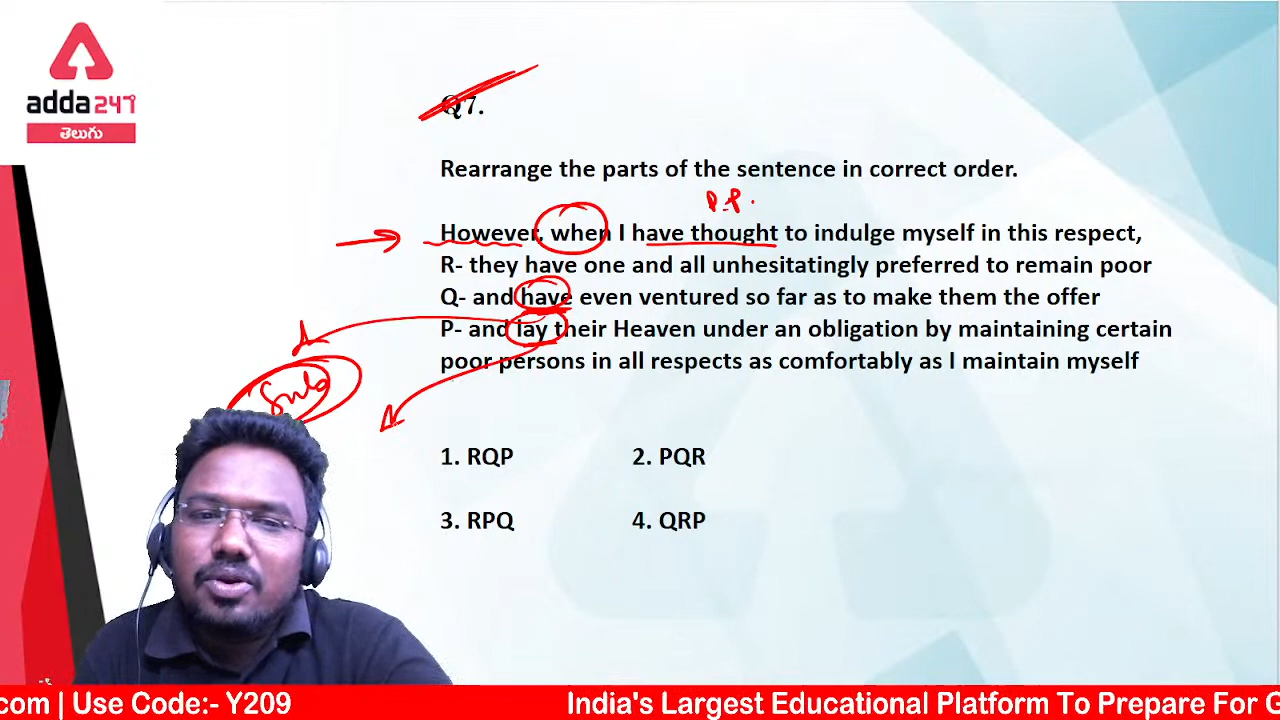 adda247
తెలుగు
Q7.
Rearrange the parts of the sentence in correct order.
P.P.
However, when I have thought to indulge myself in this respect,
R- they have one and all unhesitatingly preferred to remain poor
Q- and have even ventured so far as to make them the offer
P- and lay their Heaven under an obligation by maintaining certain
poor persons in all respects as comfortably as I maintain myself
Sub
1. RQP 2. PQR
3. RPQ 4. QRP
.com | Use Code:- Y209 India's Largest Educational Platform To Prepare For G